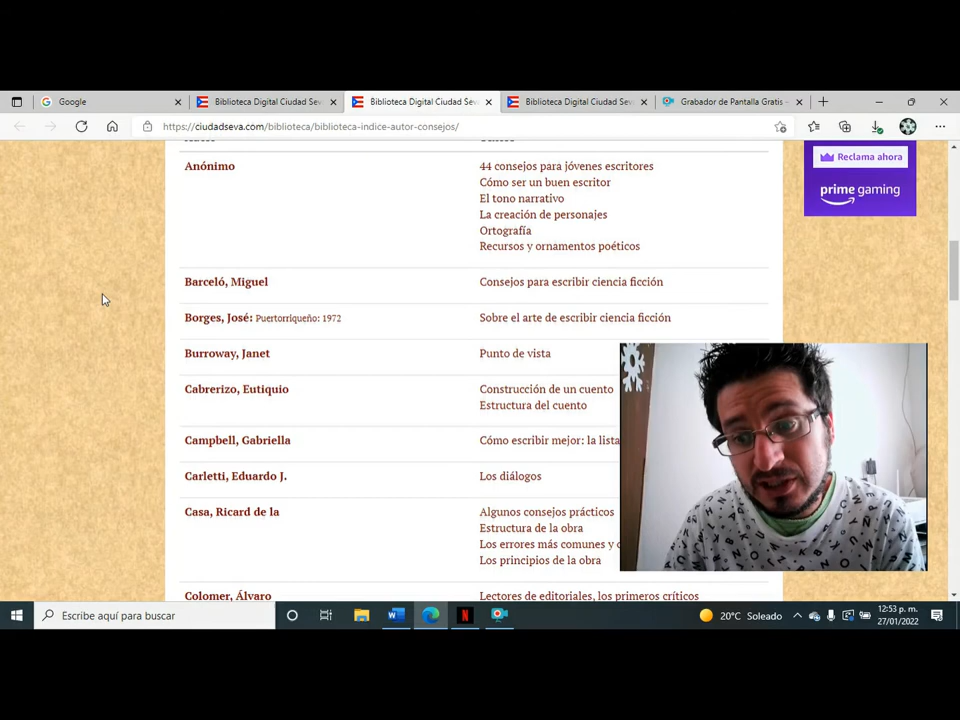 Google
Biblioteca Digital Ciudad Sev
Biblioteca Digital Ciudad Sev
Biblioteca Digital Ciudad Sev
Grabador de Pantalla Gratis –
https://ciudadseva.com/biblioteca/biblioteca-indice-autor-consejos/
Reclama ahora
prime gaming
Anónimo
44 consejos para jóvenes escritores
Cómo ser un buen escritor
El tono narrativo
La creación de personajes
Ortografía
Recursos y ornamentos poéticos
Barceló, Miguel
Consejos para escribir ciencia ficción
Borges, José: Puertorriqueño: 1972
Sobre el arte de escribir ciencia ficción
Burroway, Janet
Punto de vista
Cabrerizo, Eutiquio
Construcción de un cuento
Estructura del cuento
Campbell, Gabriella
Cómo escribir mejor: la lista
Carletti, Eduardo J.
Los diálogos
Casa, Ricard de la
Algunos consejos prácticos
Estructura de la obra
Los errores más comunes y
Los principios de la obra
Colomer, Álvaro
Lectores de editoriales, los primeros críticos
Escribe aquí para buscar
20°C Soleado
12:53 p. m.
27/01/2022